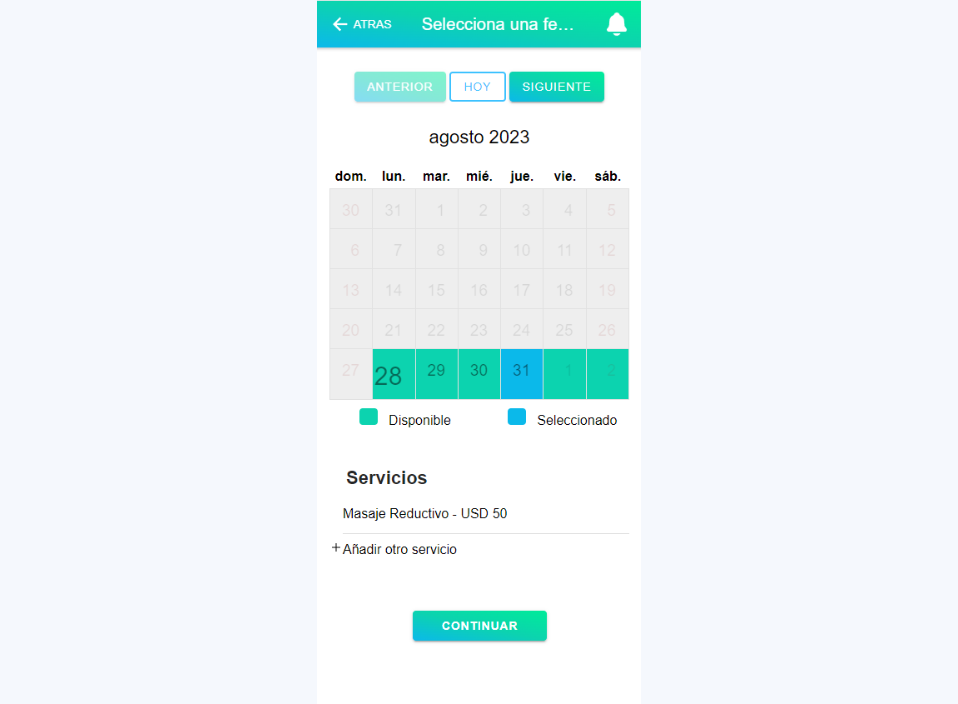 ATRAS Selecciona una fe...
ANTERIOR HOY SIGUIENTE
agosto 2023
dom. lun. mar. mié. jue. vie. sáb.
30 31 1 2 3 4 5
6 7 8 9 10 11 12
13 14 15 16 17 18 19
20 21 22 23 24 25 26
27 28 29 30 31 1 2
Disponible Seleccionado
Servicios
Masaje Reductivo - USD 50
+ Añadir otro servicio
CONTINUAR